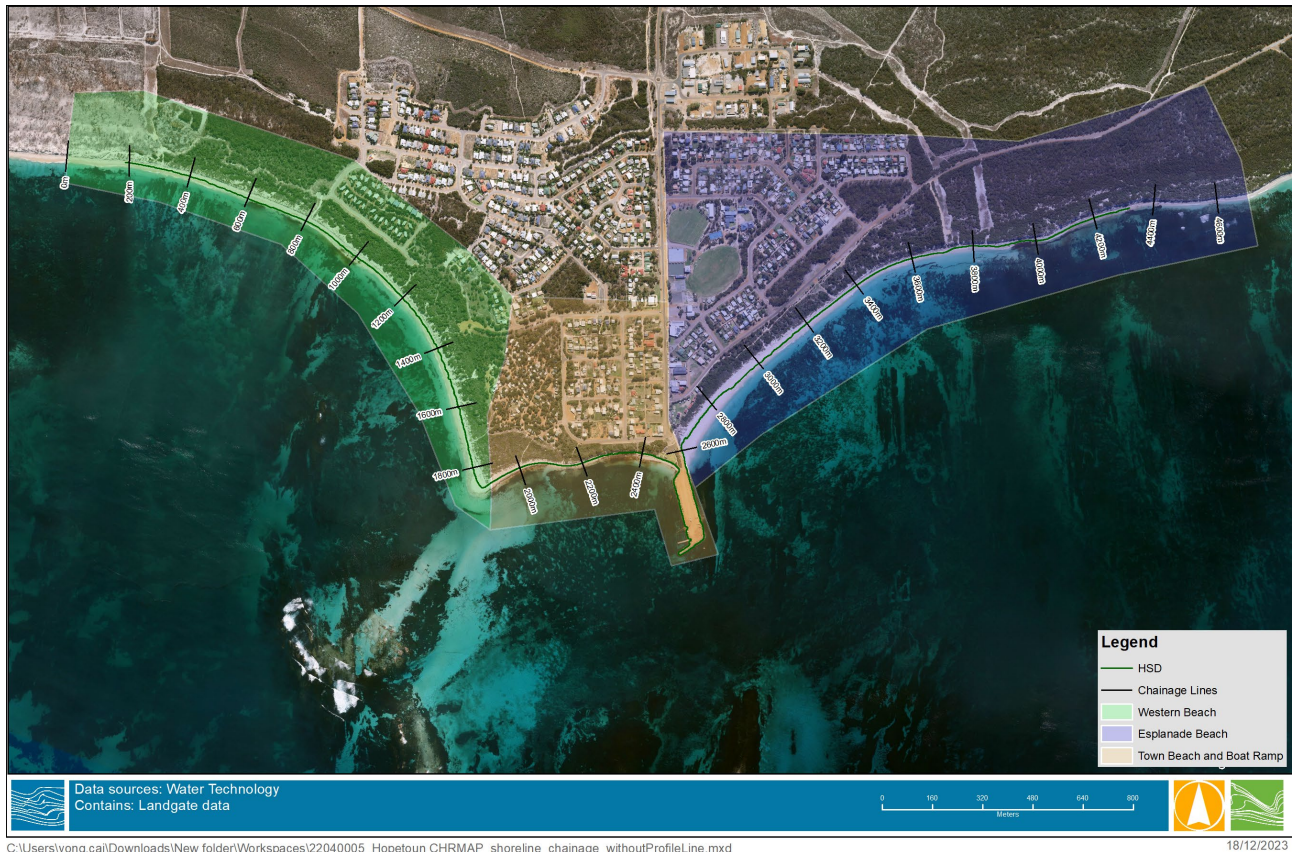 0m
200m
400m
600m
800m
1000m
1200m
1400m
1600m
1800m
2000m
2200m
2400m
2600m
2800m
3000m
3200m
3400m
3600m
3800m
4000m
4200m
4400m
4600m
Legend
HSD
Chainage Lines
Western Beach
Esplanade Beach
Town Beach and Boat Ramp
Data sources: Water Technology
Contains: Landgate data
0 160 320 480 640 800
Meters
C:\Users\yong.cai\Downloads\New folder\Workspaces\22040005_Hopetoun CHRMAP_shoreline_chainage_withoutProfileLine.mxd
18/12/2023